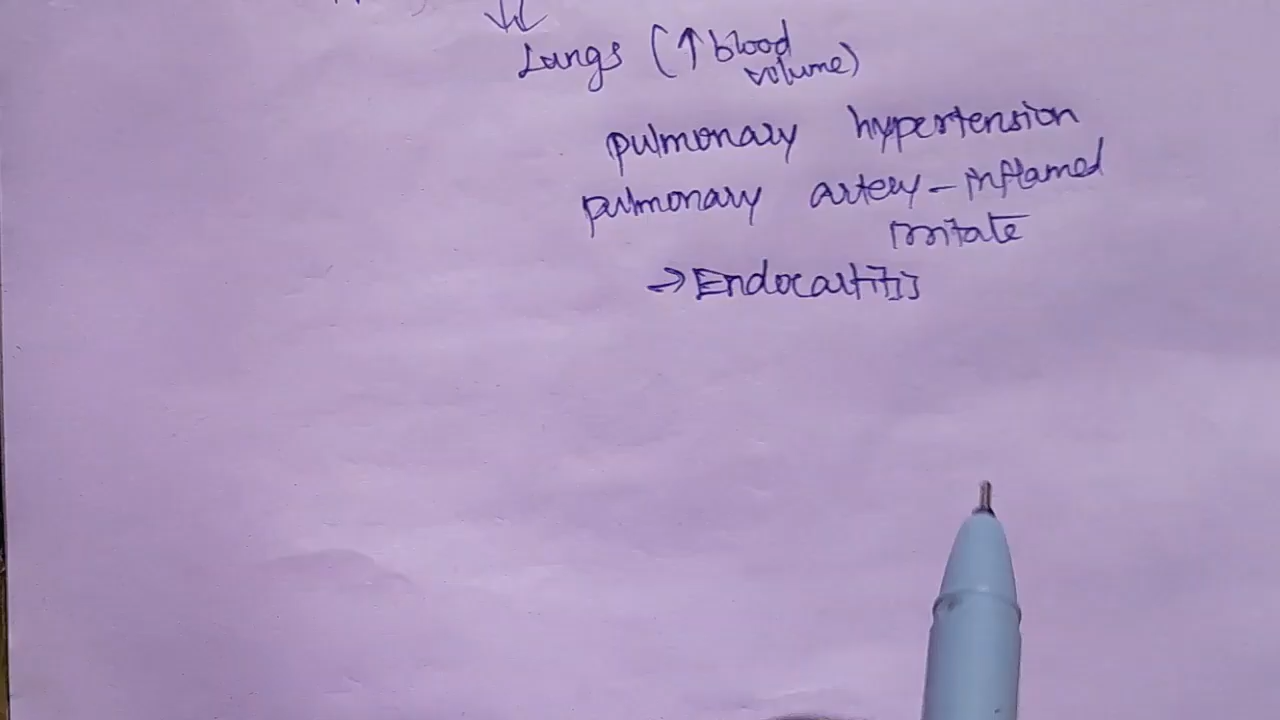 Lungs (↑ blood
volume)
pulmonary hypertension
pulmonary artery - inflamed
irritate
→ Endocartitis